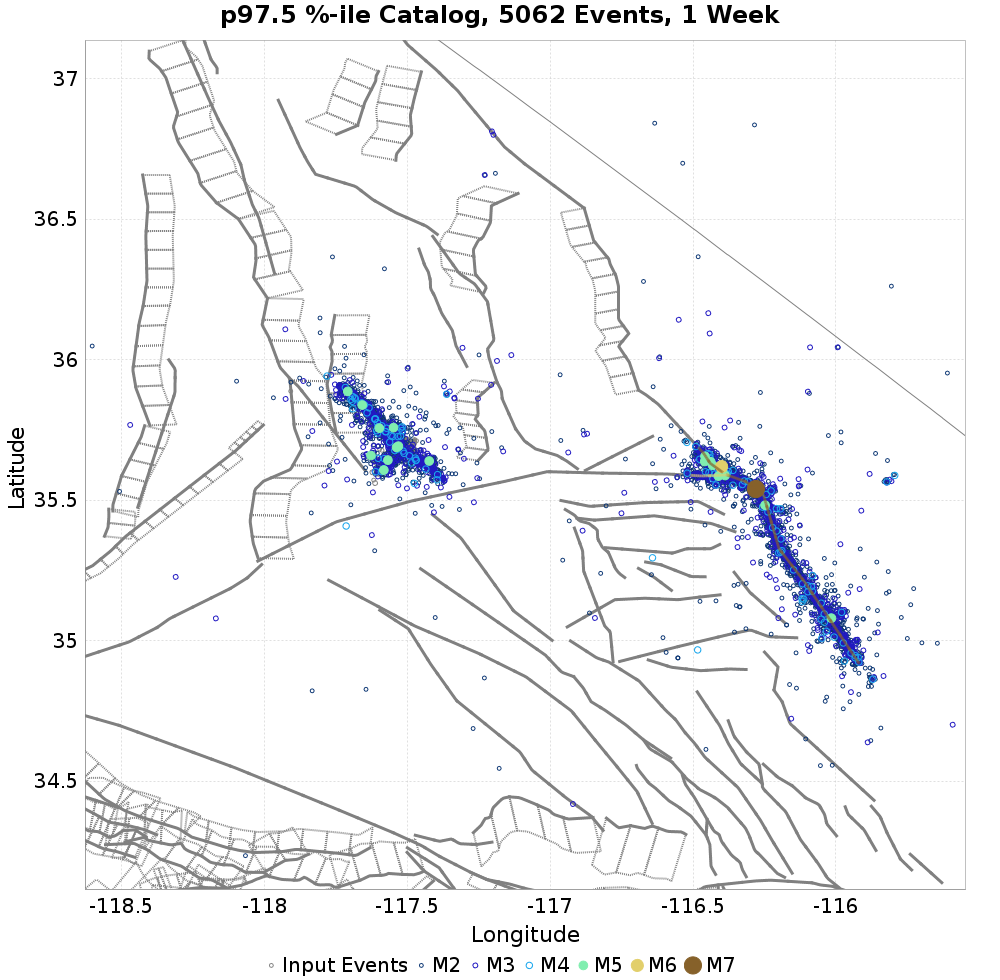 p97.5 %-ile Catalog, 5062 Events, 1 Week
37
36.5
36
35.5
35
34.5
Latitude
-118.5 -118 -117.5 -117 -116.5 -116
Longitude
Input Events M2 M3 M4 M5 M6 M7